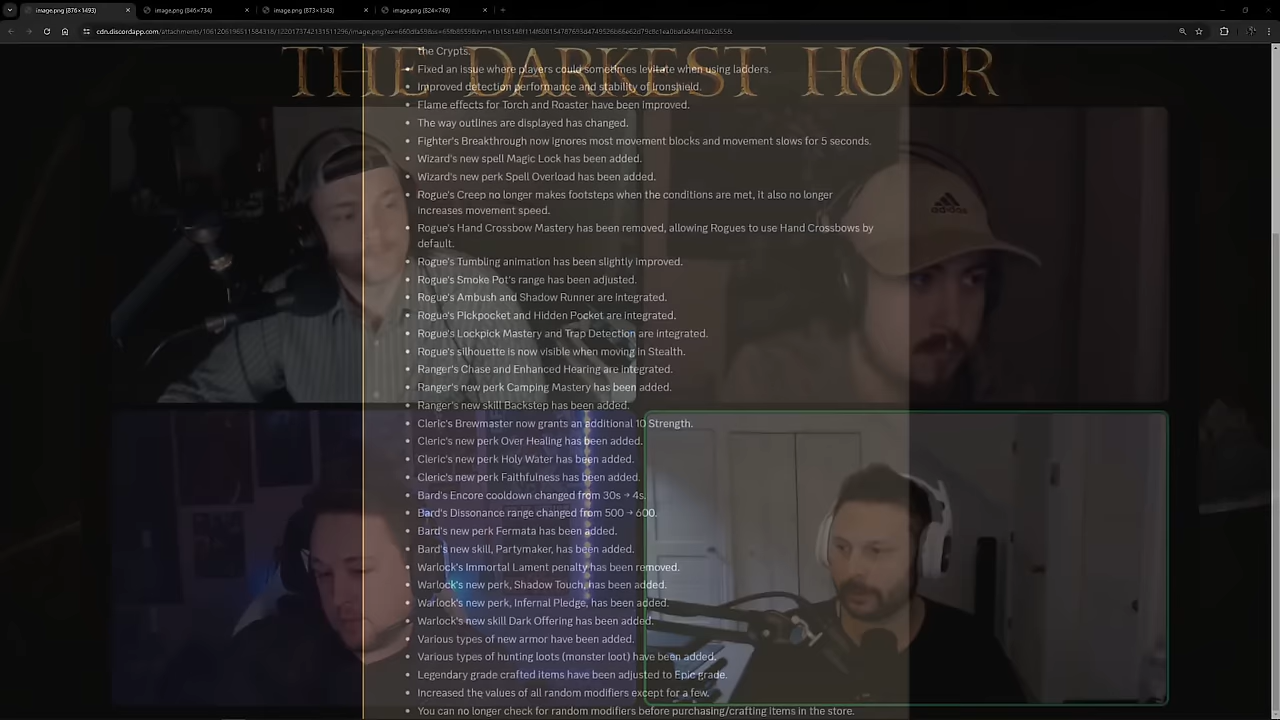 image.png (876×1493)
image.png (846×734)
image.png (873×1343)
image.png (824×749)
THE DARKEST HOUR
the Crypts.
Fixed an issue where players could sometimes levitate when using ladders.
Improved detection performance and stability of Ironshield.
Flame effects for Torch and Roaster have been improved.
The way outlines are displayed has changed.
Fighter's Breakthrough now ignores most movement blocks and movement slows for 5 seconds.
Wizard's new spell Magic Lock has been added.
Wizard's new perk Spell Overload has been added.
Rogue's Creep no longer makes footsteps when the conditions are met, it also no longer
increases movement speed.
Rogue's Hand Crossbow Mastery has been removed, allowing Rogues to use Hand Crossbows by
default.
Rogue's Tumbling animation has been slightly improved.
Rogue's Smoke Pot's range has been adjusted.
Rogue's Ambush and Shadow Runner are integrated.
Rogue's Pickpocket and Hidden Pocket are integrated.
Rogue's Lockpick Mastery and Trap Detection are integrated.
Rogue's silhouette is now visible when moving in Stealth.
Ranger's Chase and Enhanced Hearing are integrated.
Ranger's new perk Camping Mastery has been added.
Ranger's new skill Backstep has been added.
Cleric's Brewmaster now grants an additional 10 Strength.
Cleric's new perk Over Healing has been added.
Cleric's new perk Holy Water has been added.
Cleric's new perk Faithfulness has been added.
Bard's Encore cooldown changed from 30s → 4s.
Bard's Dissonance range changed from 500 → 600.
Bard's new perk Fermata has been added.
Bard's new skill, Partymaker, has been added.
Warlock's Immortal Lament penalty has been removed.
Warlock's new perk, Shadow Touch, has been added.
Warlock's new perk, Infernal Pledge, has been added.
Warlock's new skill Dark Offering has been added.
Various types of new armor have been added.
Various types of hunting loots (monster loot) have been added.
Legendary grade crafted items have been adjusted to Epic grade.
Increased the values of all random modifiers except for a few.
You can no longer check for random modifiers before purchasing/crafting items in the store.